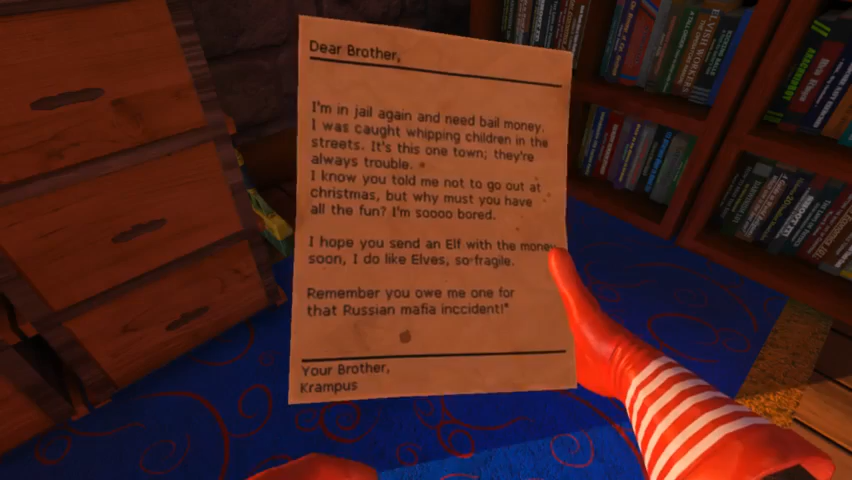 Dear Brother,
I'm in jail again and need bail money.
I was caught whipping children in the
streets. It's this one town; they're
always trouble.
I know you told me not to go out at
christmas, but why must you have
all the fun? I'm soooo bored.
I hope you send an Elf with the money
soon, I do like Elves, so fragile.
Remember you owe me one for
that Russian mafia inccident!"
Your Brother,
Krampus
ELVISH WORKERS